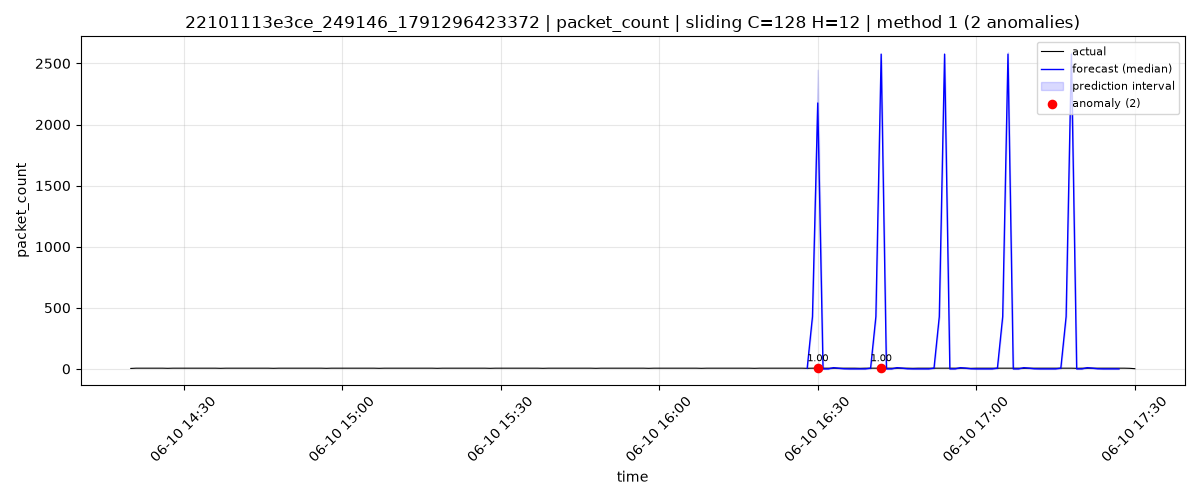 22101113e3ce_249146_1791296423372 | packet_count | sliding C=128 H=12 | method 1 (2 anomalies)
actual
forecast (median)
prediction interval
anomaly (2)
packet_count
2500
2000
1500
1000
500
0
1.00
1.00
06-10 14:30
06-10 15:00
06-10 15:30
06-10 16:00
06-10 16:30
06-10 17:00
06-10 17:30
time